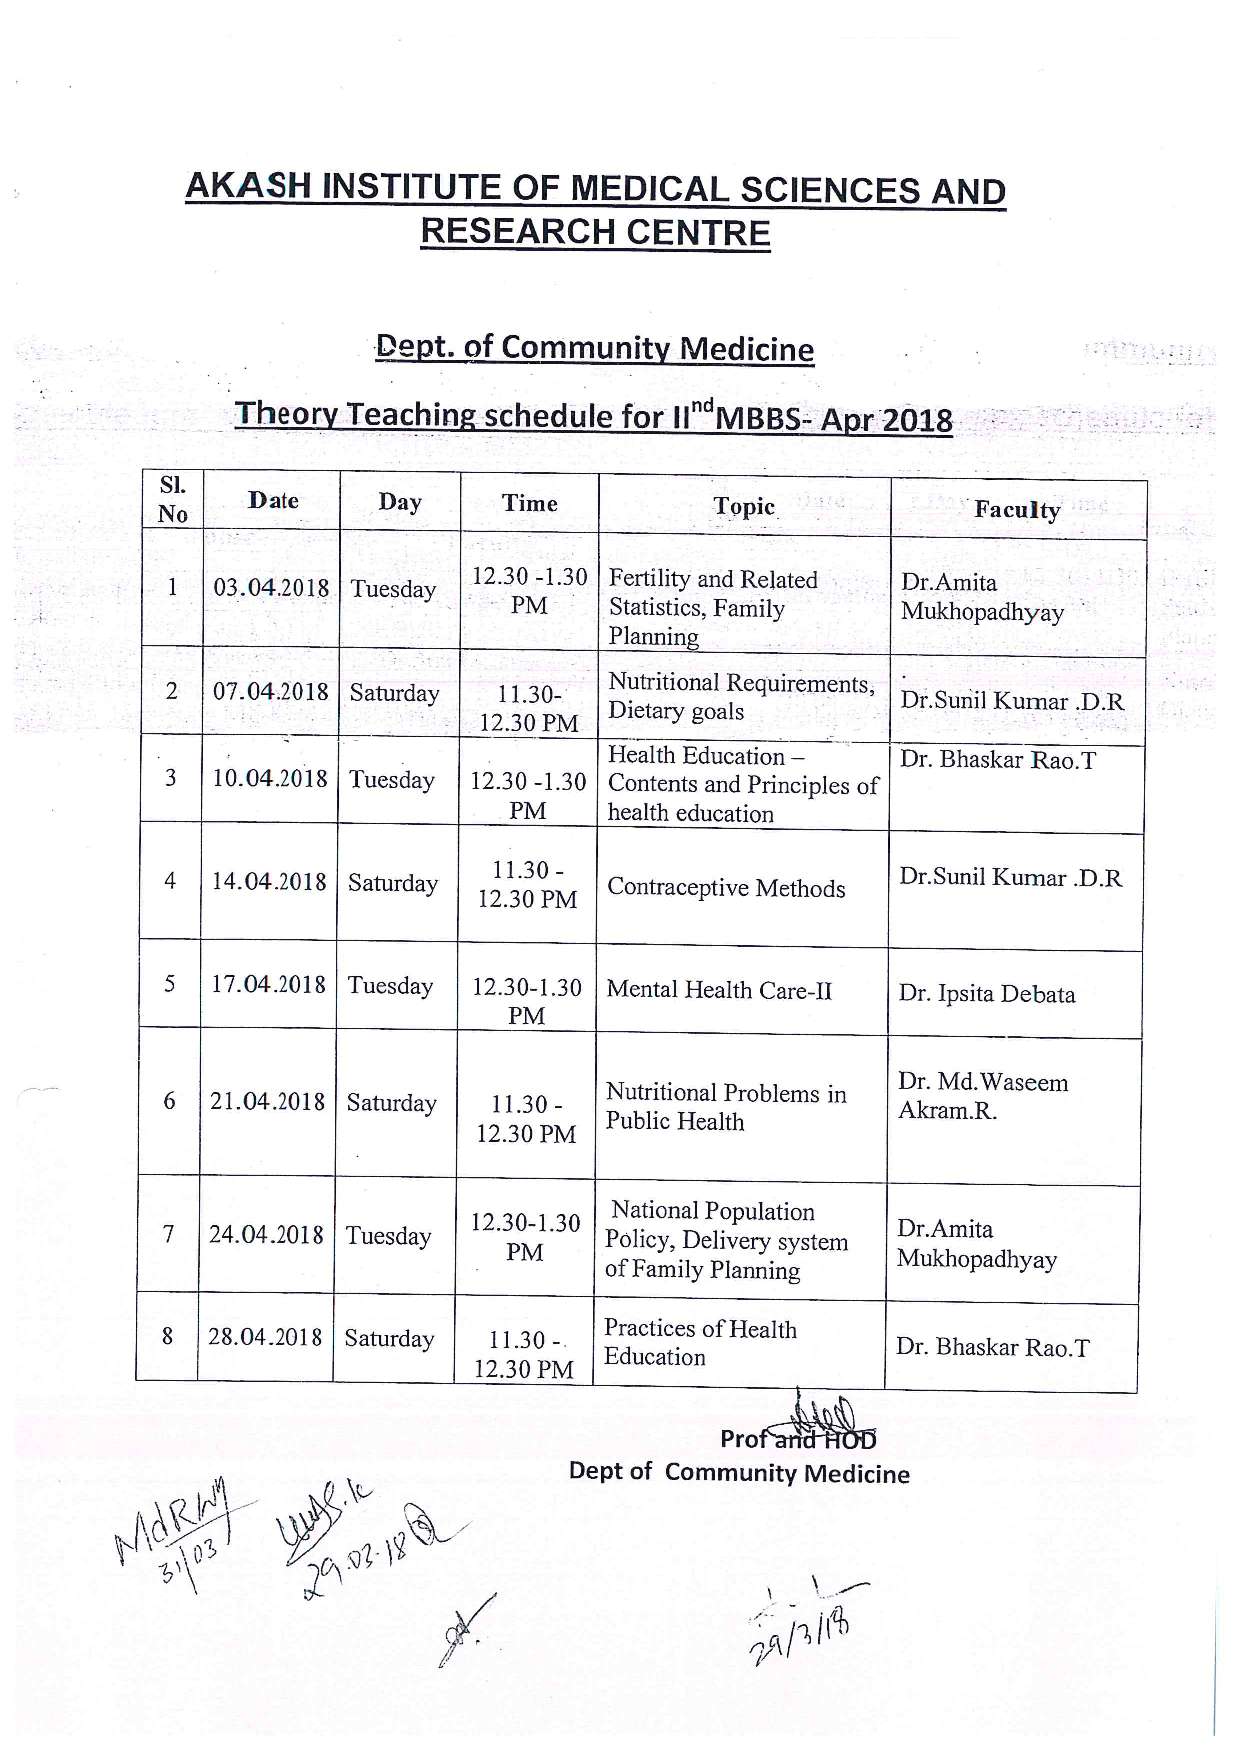 AKASH INSTITUTE OF MEDICAL SCIENCES AND
RESEARCH CENTRE
Dept. of Community Medicine
Theory Teaching schedule for IIndMBBS- Apr 2018
Sl. No Date Day Time Topic Faculty
1 03.04.2018 Tuesday 12.30 -1.30 PM Fertility and Related Statistics, Family Planning Dr.Amita Mukhopadhyay
2 07.04.2018 Saturday 11.30- 12.30 PM Nutritional Requirements, Dietary goals Dr.Sunil Kumar .D.R
3 10.04.2018 Tuesday 12.30 -1.30 PM Health Education – Contents and Principles of health education Dr. Bhaskar Rao.T
4 14.04.2018 Saturday 11.30 - 12.30 PM Contraceptive Methods Dr.Sunil Kumar .D.R
5 17.04.2018 Tuesday 12.30-1.30 PM Mental Health Care-II Dr. Ipsita Debata
6 21.04.2018 Saturday 11.30 - 12.30 PM Nutritional Problems in Public Health Dr. Md.Waseem Akram.R.
7 24.04.2018 Tuesday 12.30-1.30 PM National Population Policy, Delivery system of Family Planning Dr.Amita Mukhopadhyay
8 28.04.2018 Saturday 11.30 - 12.30 PM Practices of Health Education Dr. Bhaskar Rao.T
Prof and HOD
Dept of Community Medicine
31/03
29.03.18
29/3/18